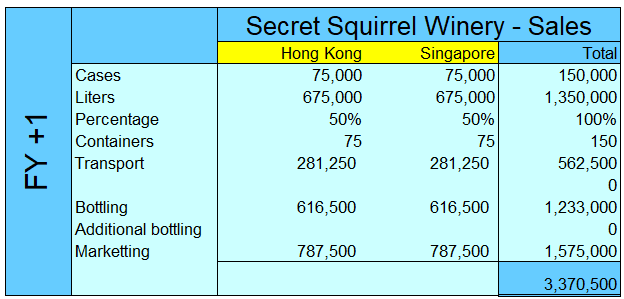 Secret Squirrel Winery - Sales
Hong Kong Singapore Total
Cases 75,000 75,000 150,000
Liters 675,000 675,000 1,350,000
Percentage 50% 50% 100%
Containers 75 75 150
Transport 281,250 281,250 562,500
0
Bottling 616,500 616,500 1,233,000
Additional bottling 0
Marketting 787,500 787,500 1,575,000
3,370,500
FY +1